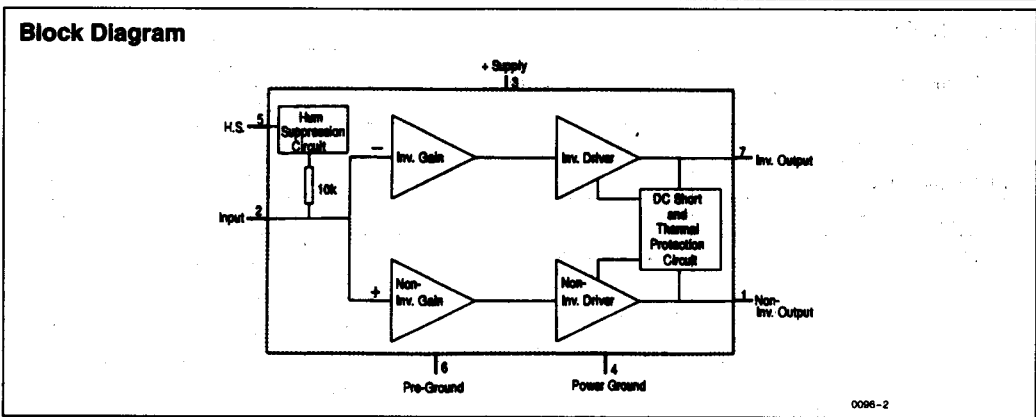 Block Diagram
+ Supply
3
H.S.
5
Hum
Suppression
Circuit
10k
Input
2
−
Inv. Gain
Inv. Driver
7
Inv. Output
DC Short
and
Thermal
Protection
Circuit
+
Non-
Inv. Gain
Non-
Inv. Driver
1
Non-
Inv. Output
6
Pre-Ground
4
Power Ground
0096-2